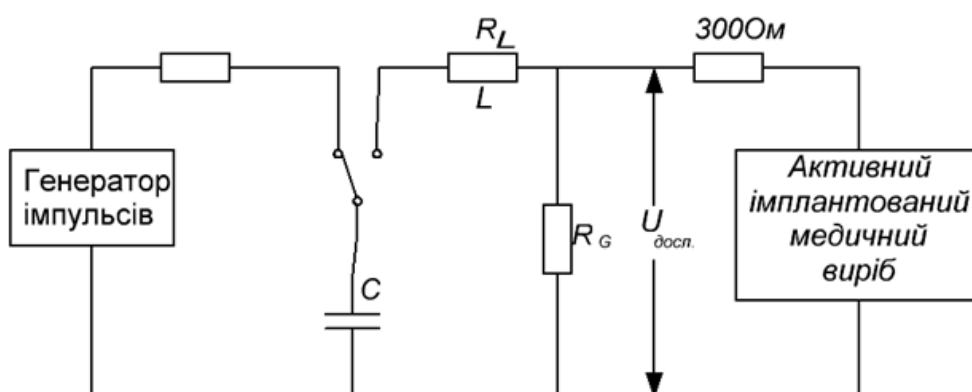 300Ом
R_L
L
Генератор
імпульсів
C
R_G
U_досл.
Активний
імплантований
медичний
виріб